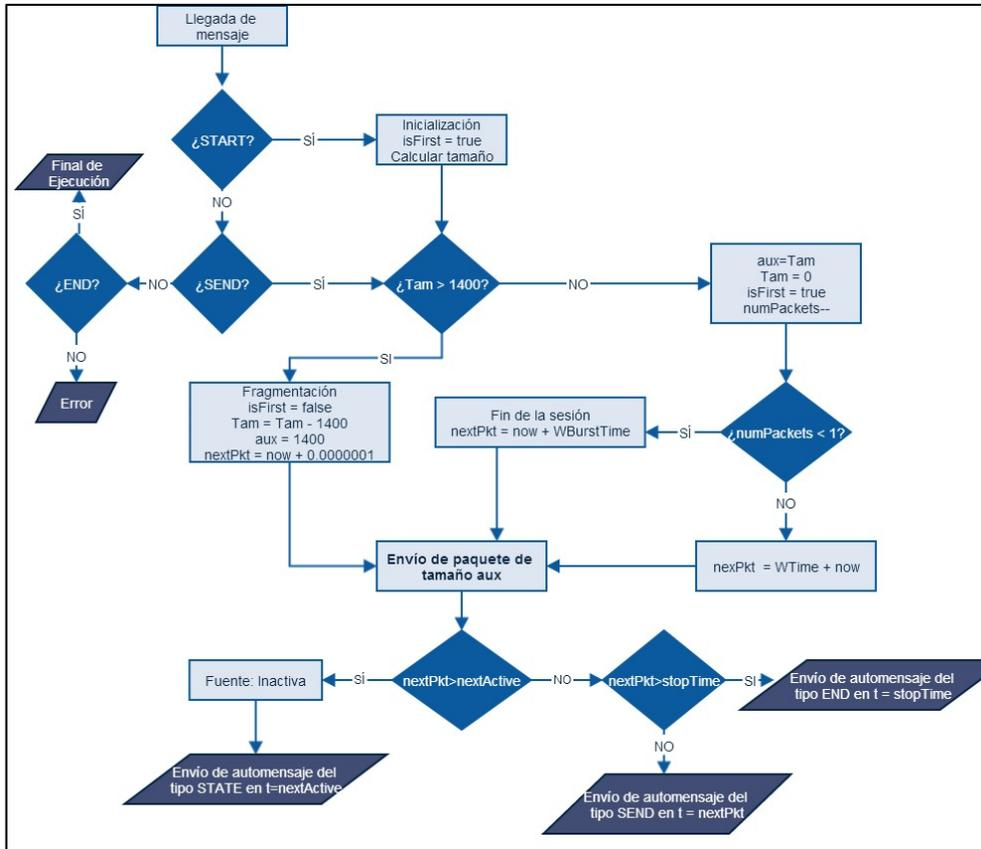 Llegada de
mensaje
¿START?
SÍ
Inicialización
isFirst = true
Calcular tamaño
Final de
Ejecución
SÍ
NO
¿END?
NO
¿SEND?
SÍ
¿Tam > 1400?
NO
aux=Tam
Tam = 0
isFirst = true
numPackets--
NO
Error
SI
Fragmentación
isFirst = false
Tam = Tam - 1400
aux = 1400
nextPkt = now + 0.0000001
Fin de la sesión
nextPkt = now + WBurstTime
SÍ
¿numPackets < 1?
NO
Envío de paquete de
tamaño aux
nexPkt = WTime + now
Fuente: Inactiva
SÍ
nextPkt>nextActive
NO
nextPkt>stopTime
SI
Envío de automensaje del
tipo END en t = stopTime
NO
Envío de automensaje del
tipo STATE en t=nextActive
Envío de automensaje del
tipo SEND en t = nextPkt